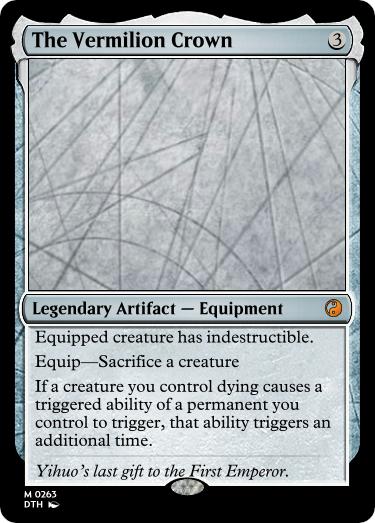 The Vermilion Crown 3
Legendary Artifact — Equipment
Equipped creature has indestructible.
Equip—Sacrifice a creature
If a creature you control dying causes a
triggered ability of a permanent you
control to trigger, that ability triggers an
additional time.
Yihuo's last gift to the First Emperor.
M 0263
DTH